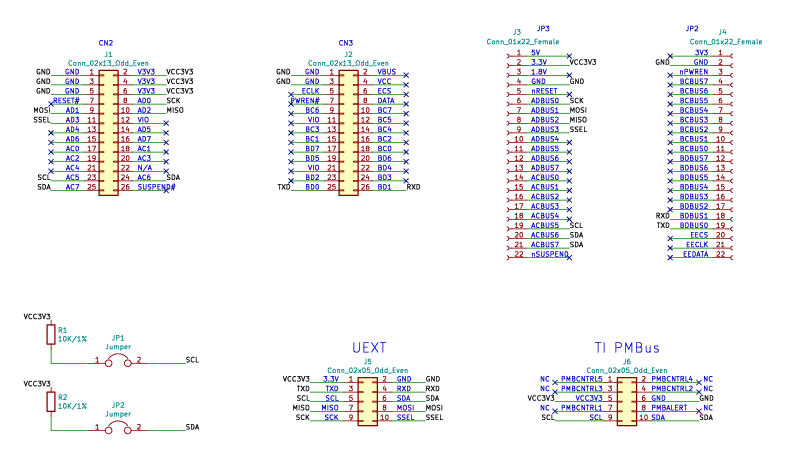 CN2
J1
Conn_02x13_Odd_Even
GND GND 1 2 V3V3 VCC3V3
GND GND 3 4 V3V3 VCC3V3
GND GND 5 6 V3V3 VCC3V3
RESET# 7 8 AD0 SCK
MOSI AD1 9 10 AD2 MISO
SSEL AD3 11 12 VIO
AD4 13 14 AD5
AD6 15 16 AD7
AC0 17 18 AC1
AC2 19 20 AC3
AC4 21 22 N/A
SCL AC5 23 24 AC6 SDA
SDA AC7 25 26 SUSPEND#
CN3
J2
Conn_02x13_Odd_Even
GND GND 1 2 VBUS
GND GND 3 4 VCC
ECLK 5 6 ECS
PWREN# 7 8 DATA
BC6 9 10 BC7
VIO 11 12 BC5
BC3 13 14 BC4
BC1 15 16 BC2
BD7 17 18 BC0
BD5 19 20 BD6
VIO 21 22 BD4
BD2 23 24 BD3
TXD BD0 25 26 BD1 RXD
JP3
J3
Conn_01x22_Female
1 5V
2 3.3V VCC3V3
3 1.8V
4 GND GND
5 nRESET
6 ADBUS0 SCK
7 ADBUS1 MOSI
8 ADBUS2 MISO
9 ADBUS3 SSEL
10 ADBUS4
11 ADBUS5
12 ADBUS6
13 ADBUS7
14 ACBUS0
15 ACBUS1
16 ACBUS2
17 ACBUS3
18 ACBUS4
19 ACBUS5 SCL
20 ACBUS6 SDA
21 ACBUS7 SDA
22 nSUSPEND
JP2
J4
Conn_01x22_Female
3V3 1
GND GND 2
nPWREN 3
BCBUS7 4
BCBUS6 5
BCBUS5 6
BCBUS4 7
BCBUS3 8
BCBUS2 9
BCBUS1 10
BCBUS0 11
BDBUS7 12
BDBUS6 13
BDBUS5 14
BDBUS4 15
BDBUS3 16
BDBUS2 17
RXD BDBUS1 18
TXD BDBUS0 19
EECS 20
EECLK 21
EEDATA 22
VCC3V3
R1
10K/1%
JP1
Jumper
1 2 SCL
VCC3V3
R2
10K/1%
JP2
Jumper
1 2 SDA
UEXT
J5
Conn_02x05_Odd_Even
VCC3V3 3.3V 1 2 GND GND
TXD TXD 3 4 RXD RXD
SCL SCL 5 6 SDA SDA
MISO MISO 7 8 MOSI MOSI
SCK SCK 9 10 SSEL SSEL
TI PMBus
J6
Conn_02x05_Odd_Even
NC PMBCNTRL5 1 2 PMBCNTRL4 NC
NC PMBCNTRL3 3 4 PMBCNTRL2 NC
VCC3V3 VCC3V3 5 6 GND GND
NC PMBCNTRL1 7 8 PMBALERT NC
SCL SCL 9 10 SDA SDA